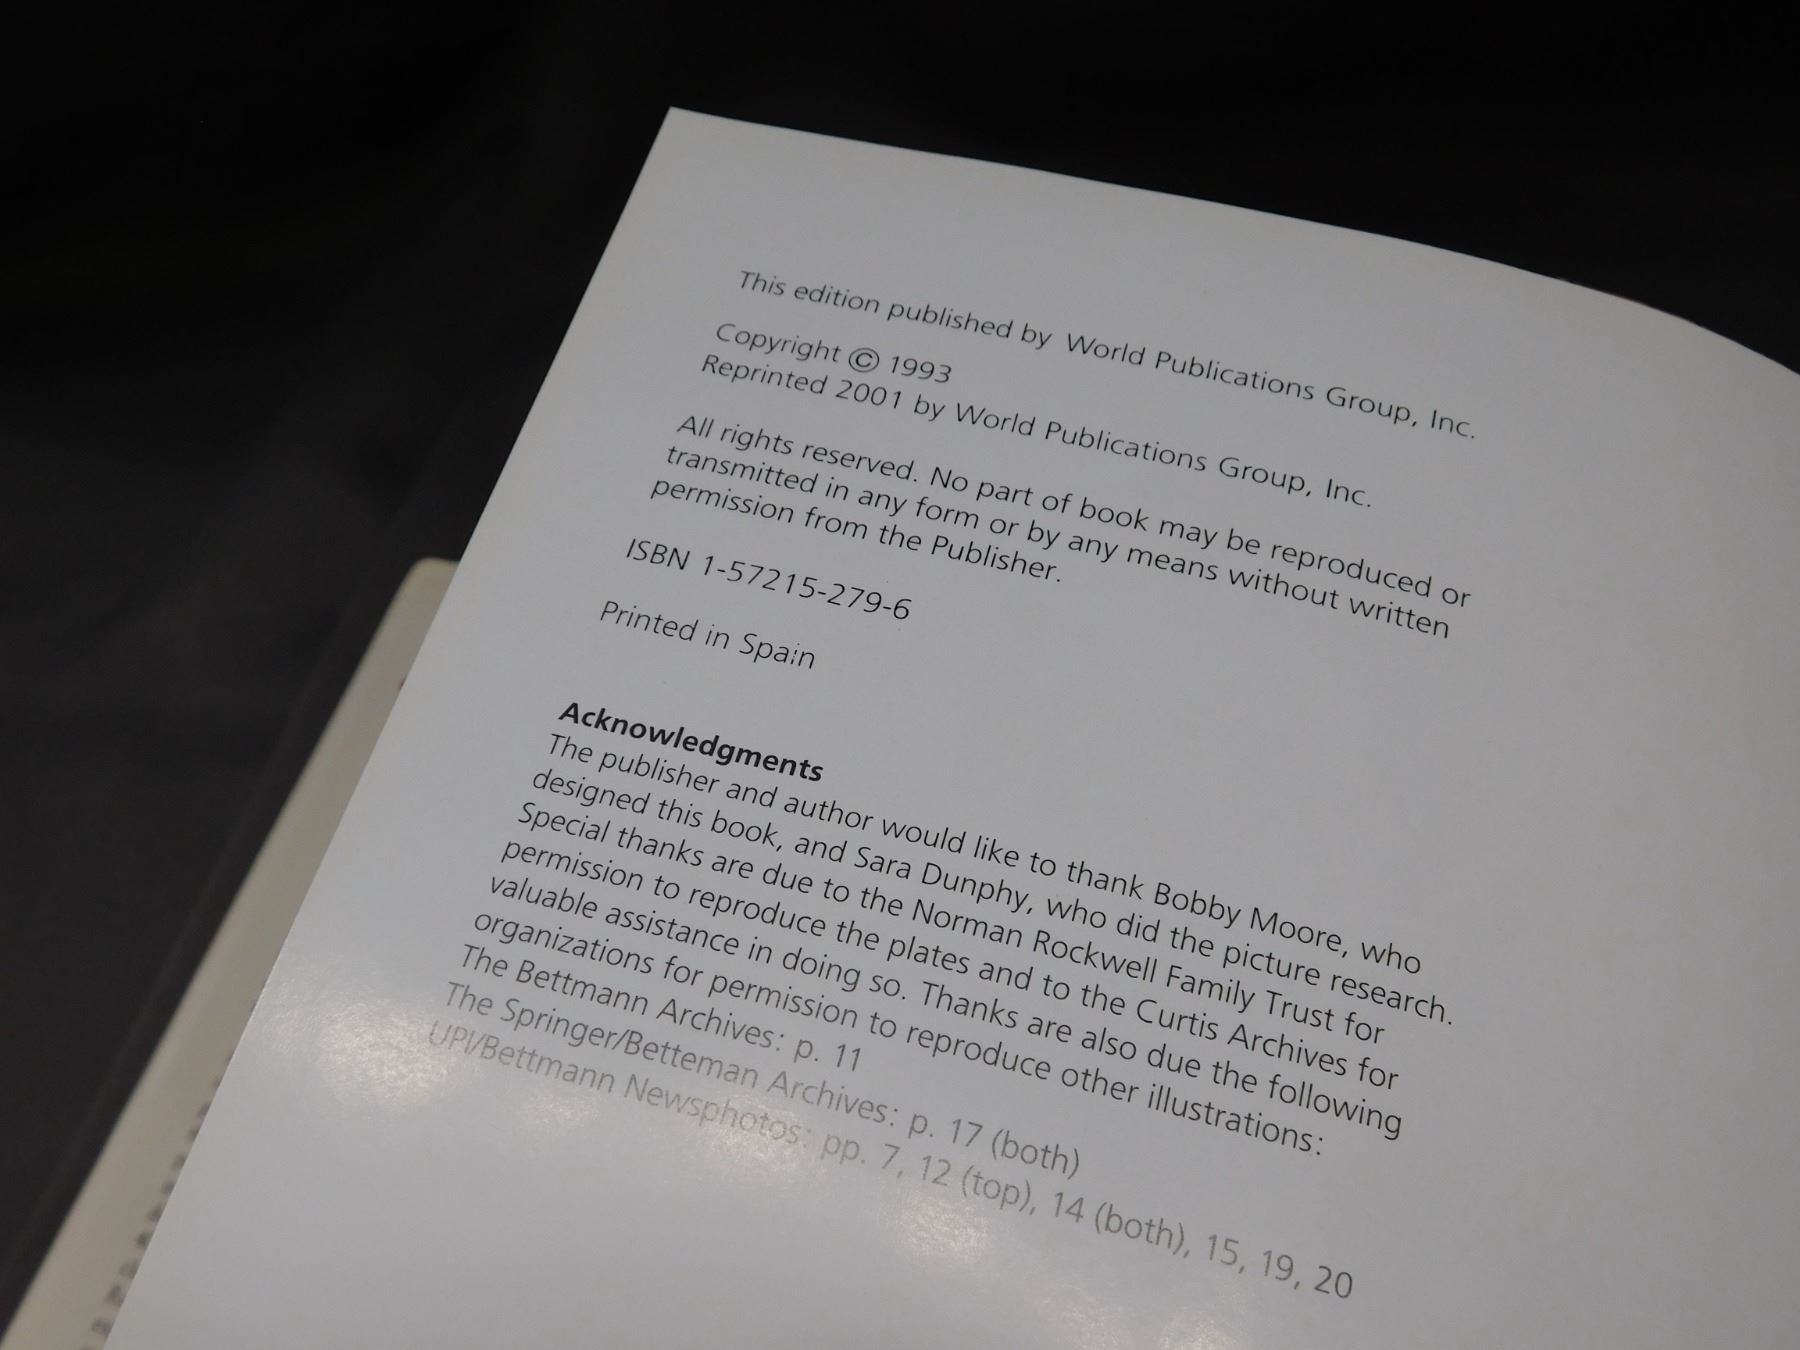 This edition published by World Publications Group, Inc.
Copyright © 1993
Reprinted 2001 by World Publications Group, Inc.
All rights reserved. No part of book may be reproduced or
transmitted in any form or by any means without written
permission from the Publisher.
ISBN 1-57215-279-6
Printed in Spain
Acknowledgments
The publisher and author would like to thank Bobby Moore, who
designed this book, and Sara Dunphy, who did the picture research.
Special thanks are due to the Norman Rockwell Family Trust for
permission to reproduce the plates and to the Curtis Archives for
valuable assistance in doing so. Thanks are also due the following
organizations for permission to reproduce other illustrations:
The Bettmann Archives: p. 11
The Springer/Betteman Archives: p. 17 (both)
UPI/Bettmann Newsphotos: pp. 7, 12 (top), 14 (both), 15, 19, 20